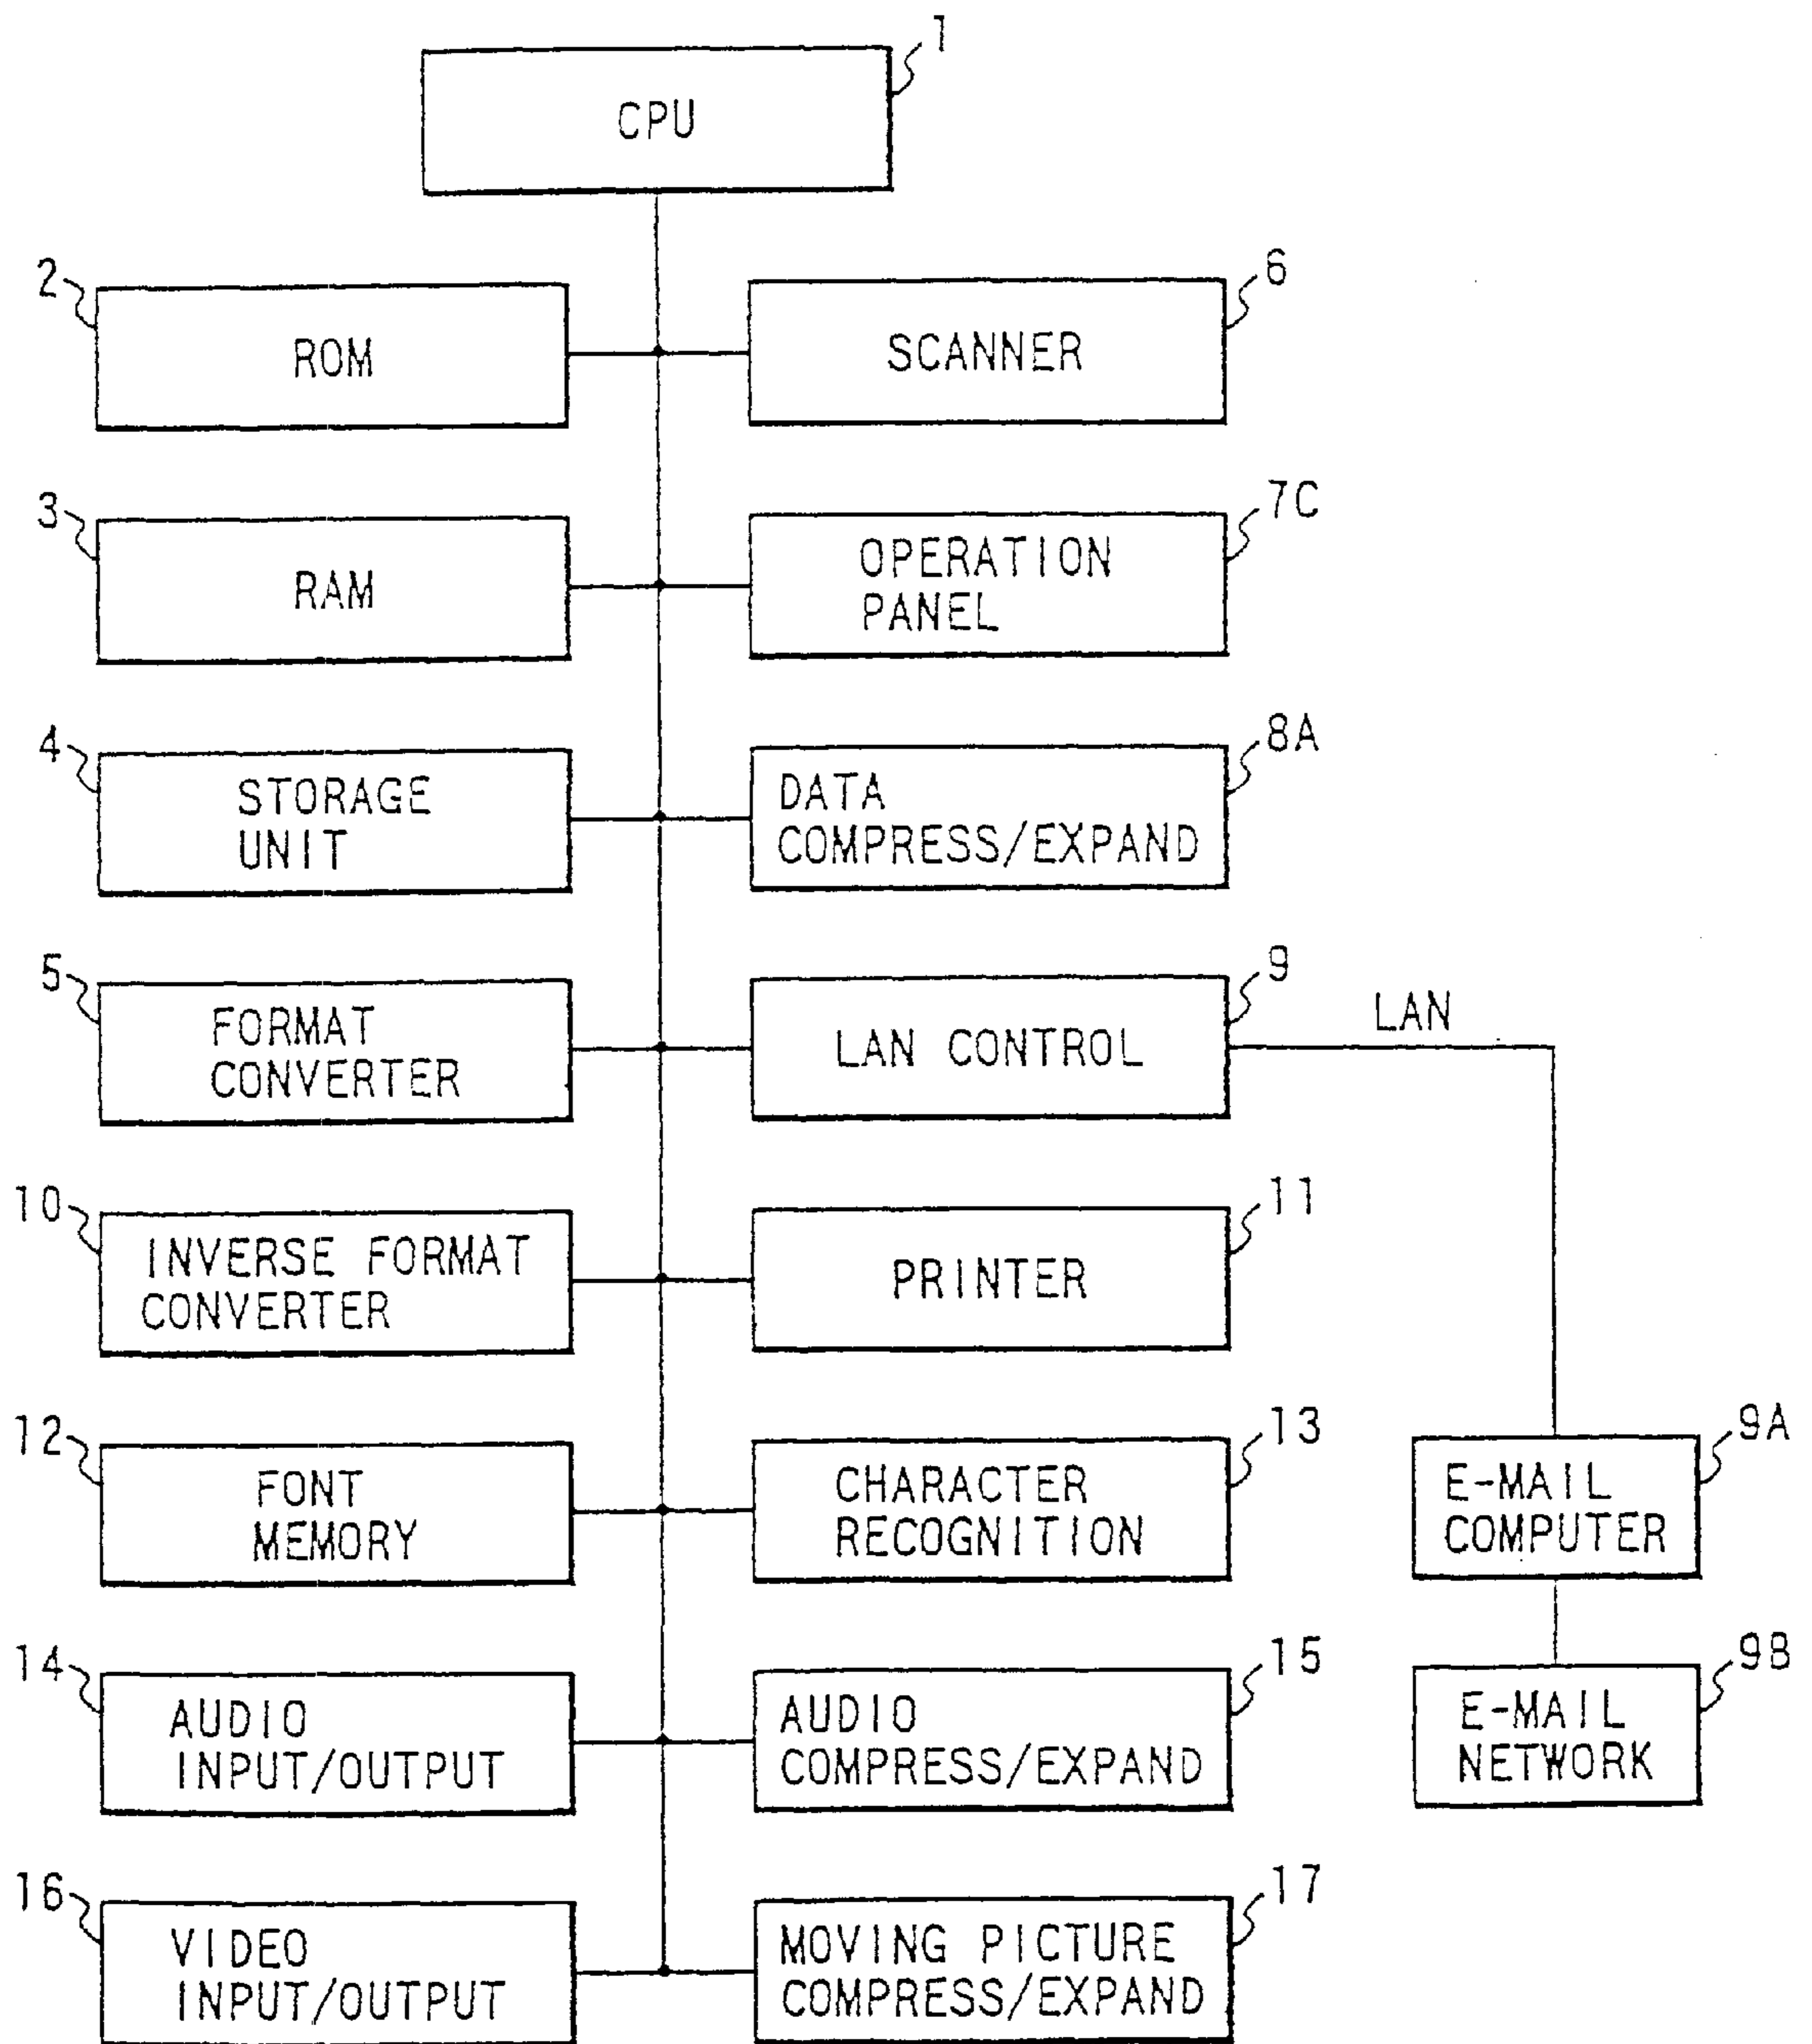 1
CPU
2
ROM
6
SCANNER
3
RAM
7C
OPERATION
PANEL
4
STORAGE
UNIT
8A
DATA
COMPRESS/EXPAND
5
FORMAT
CONVERTER
9
LAN CONTROL
LAN
10
INVERSE FORMAT
CONVERTER
11
PRINTER
12
FONT
MEMORY
13
CHARACTER
RECOGNITION
9A
E-MAIL
COMPUTER
14
AUDIO
INPUT/OUTPUT
15
AUDIO
COMPRESS/EXPAND
9B
E-MAIL
NETWORK
16
VIDEO
INPUT/OUTPUT
17
MOVING PICTURE
COMPRESS/EXPAND